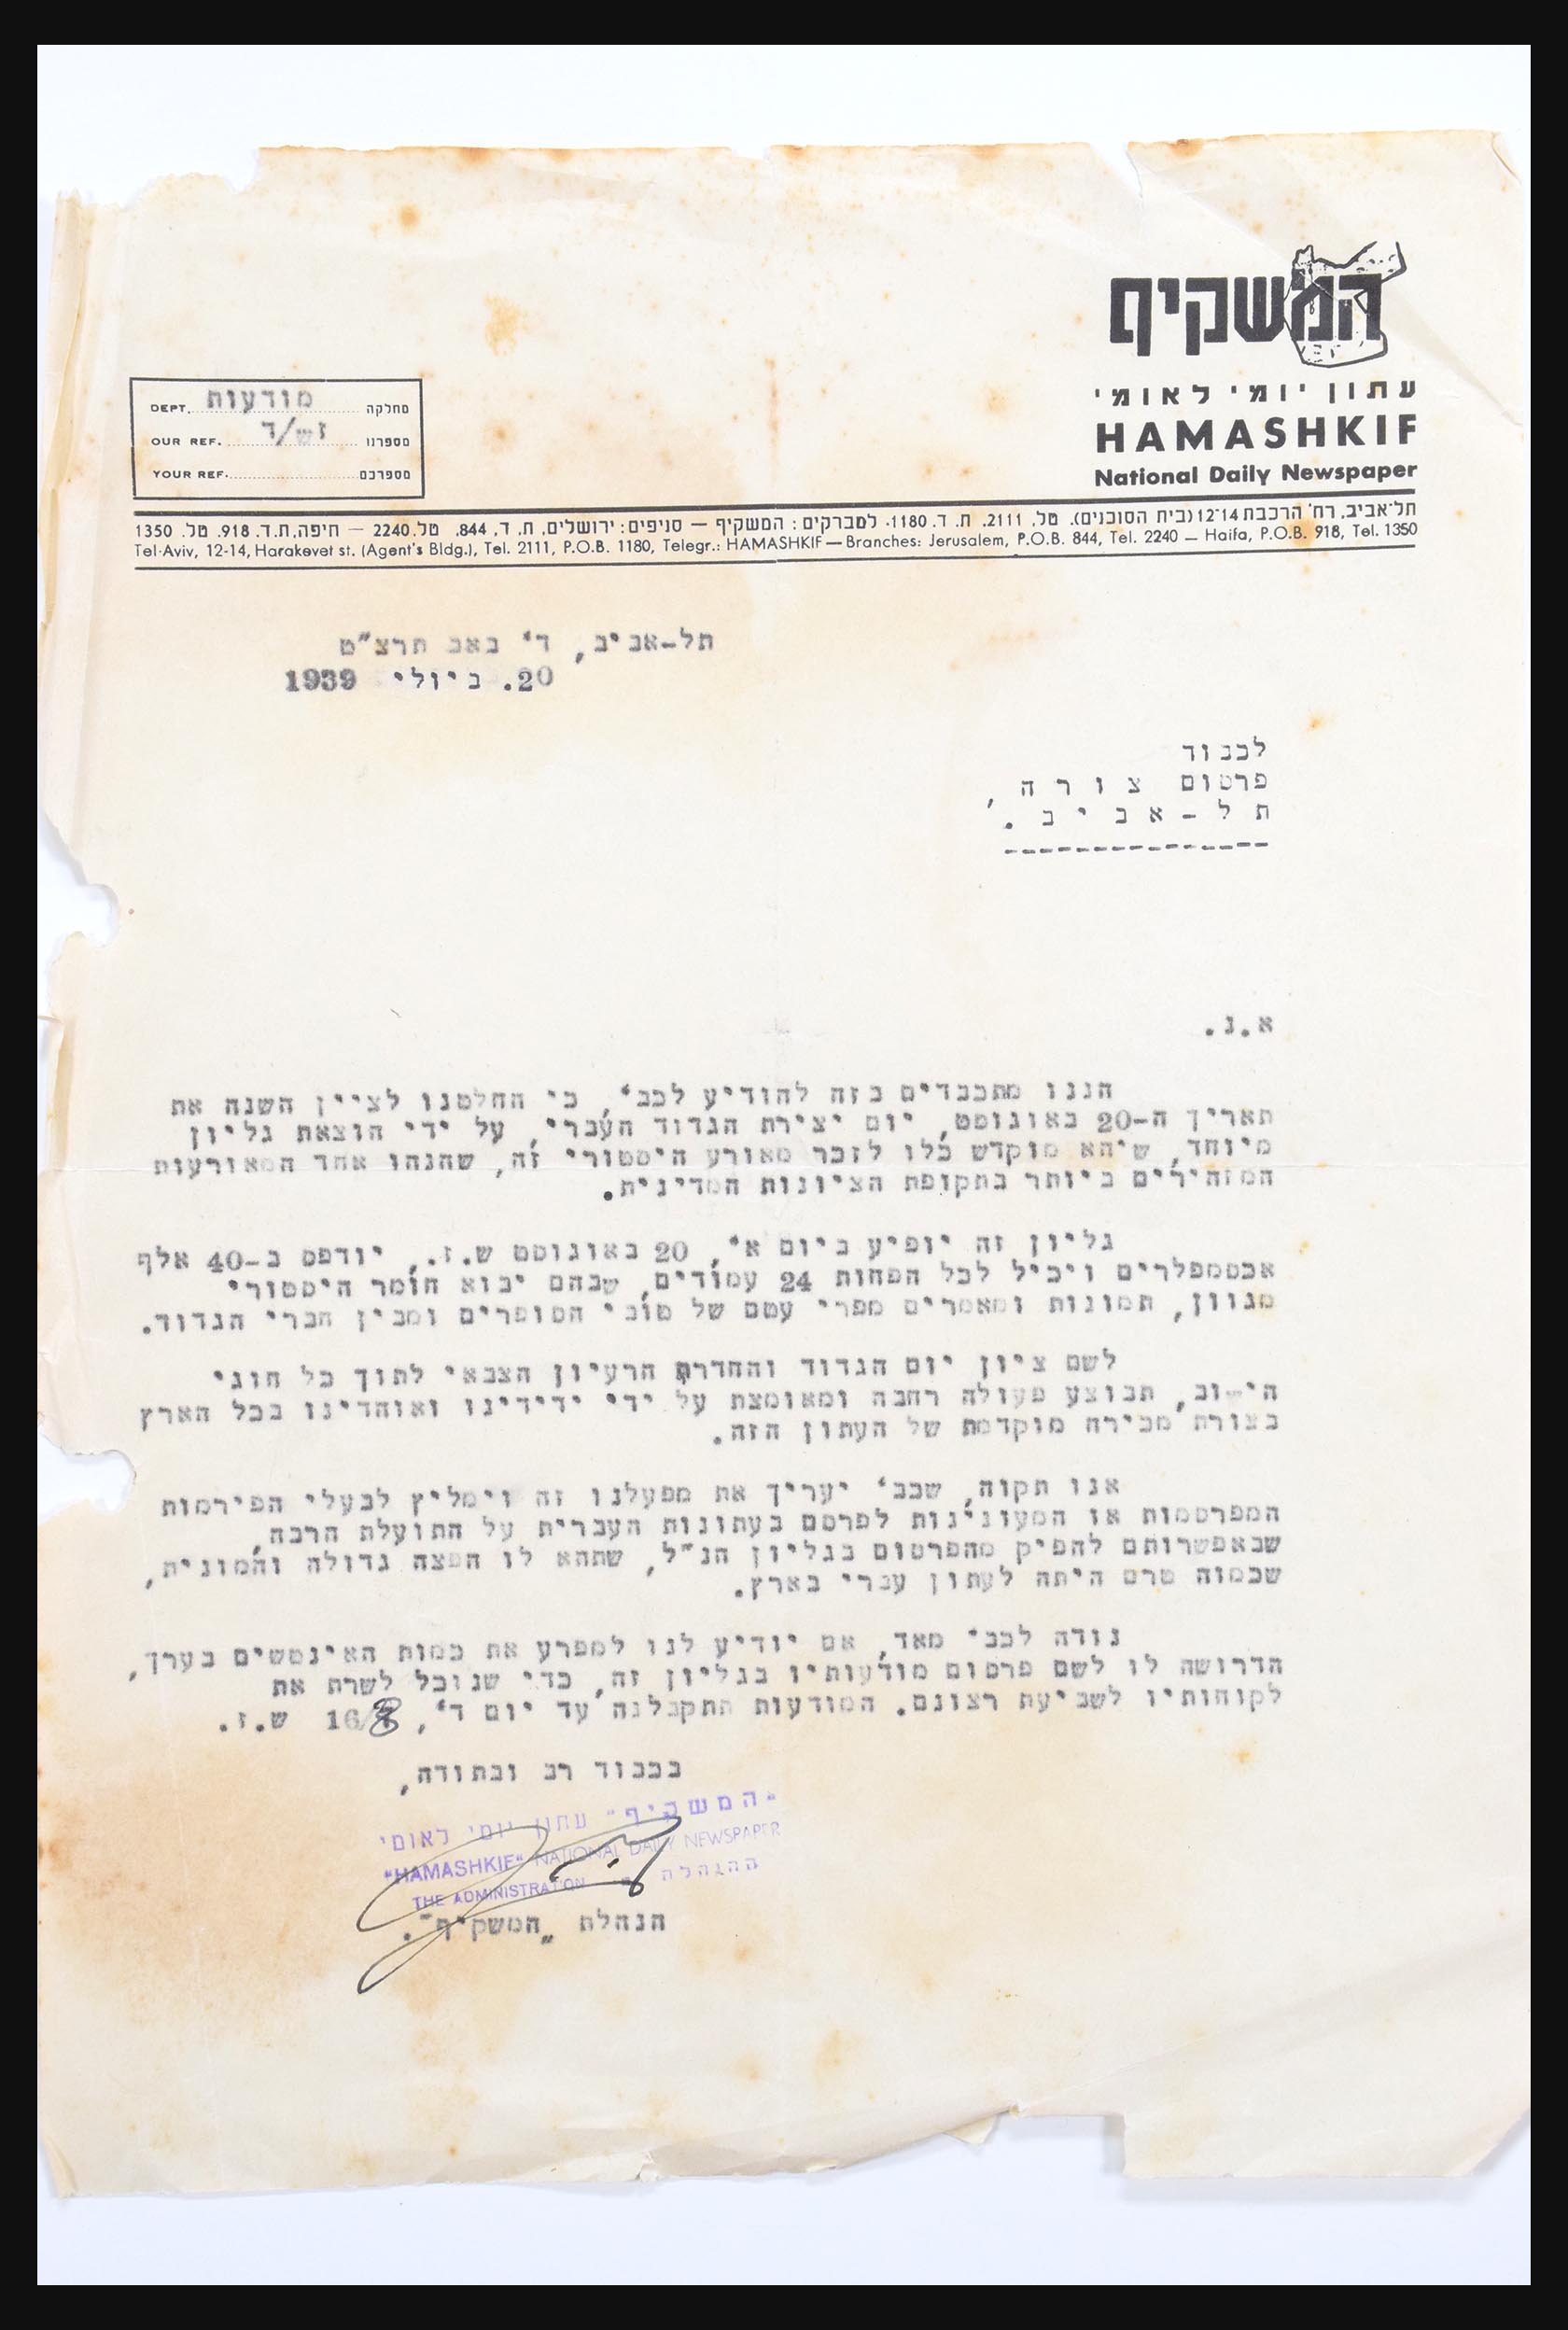 המשקיף
עתון יומי לאומי
HAMASHKIF
National Daily Newspaper
DEPT. מודעות מחלקה
OUR REF. זש/ד מספרנו
YOUR REF. מספרכם
תל־אביב, רח' הרכבת 12-14 (בית הסוכנים). טל. 2111. ת. ד. 1180. למברקים: המשקיף — סניפים: ירושלים, ת. ד. 844. טל. 2240 — חיפה, ת.ד. 918. טל. 1350
Tel-Aviv, 12-14, Harakevet st. (Agent's Bldg.), Tel. 2111, P.O.B. 1180, Telegr.: HAMASHKIF — Branches: Jerusalem, P.O.B. 844, Tel. 2240 — Haifa, P.O.B. 918, Tel. 1350
תל-אביב, ד' באב תרצ"ט
20. ביולי 1939
לכבוד
פרסום צ ו ר ה ,
ת ל - א ב י ב .
א.נ.
הננו מתכבדים בזה להודיע לכב', כי החלטנו לציין השנה את
תאריך ה-20 באוגוסט, יום יצירת הגדוד העברי, על ידי הוצאת גליון
מיוחד, שיהא מוקדש כלו לזכר מאורע היסטורי זה, שהנהו אחד המאורעות
המזהירים ביותר בתקופת הציונות המדינית.
גליון זה יופיע ביום א', 20 באוגוסט ש.ז., יודפס ב-40 אלף
אכסמפלרים ויכיל לכל הפחות 24 עמודים, שבהם יבוא חומר היסטורי
מגוון, תמונות ומאמרים מפרי עטם של טובי הסופרים ומבין חברי הגדוד.
לשם ציון יום הגדוד והחדרת הרעיון הצבאי לתוך כל חוגי
הישוב, תבוצע פעולה רחבה ומאומצת על ידי ידידינו ואוהדינו בכל הארץ
בצורת מכירה מוקדמת של העתון הזה.
אנו תקוה, שכב' יעריך את מפעלנו זה וימליץ לבעלי הפירמות
המפרסמות או המעונינות לפרסם בעתונות העברית על התועלת הרבה,
שבאפשרותם להפיק מהפרסום בגליון הנ"ל, שתהא לו הפצה גדולה והמונית,
שכמוה טרם היתה לעתון עברי בארץ.
נודה לכב' מאד, אם יודיע לנו למפרע את כמות האינטשים בערך,
הדרושה לו לשם פרסום מודעותיו בגליון זה, כדי שנוכל לשרת את
לקוחותיו לשביעת רצונם. המודעות תתקבלנה עד יום ד', 16/8 ש.ז.
בכבוד רב ובתודה,
"המשקיף" עתון יומי לאומי
"HAMASHKIF" NATIONAL DAILY NEWSPAPER
THE ADMINISTRATION ההנהלה
הנהלת „המשקיף".